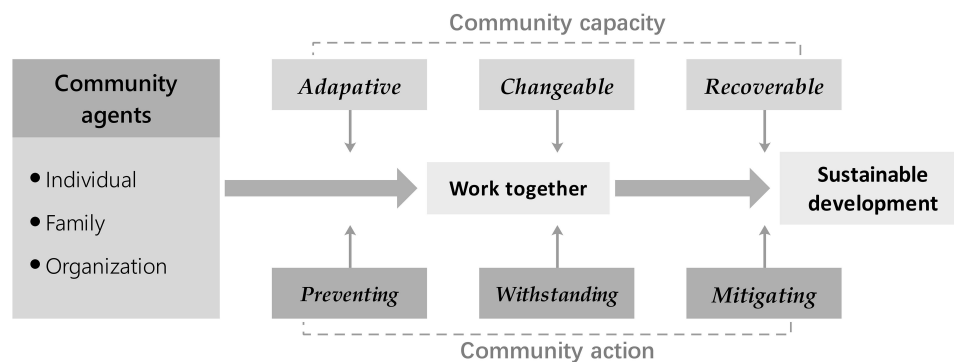 Community capacity
Community
agents
Adapative
Changeable
Recoverable
• Individual
• Family
• Organization
Work together
Sustainable
development
Preventing
Withstanding
Mitigating
Community action